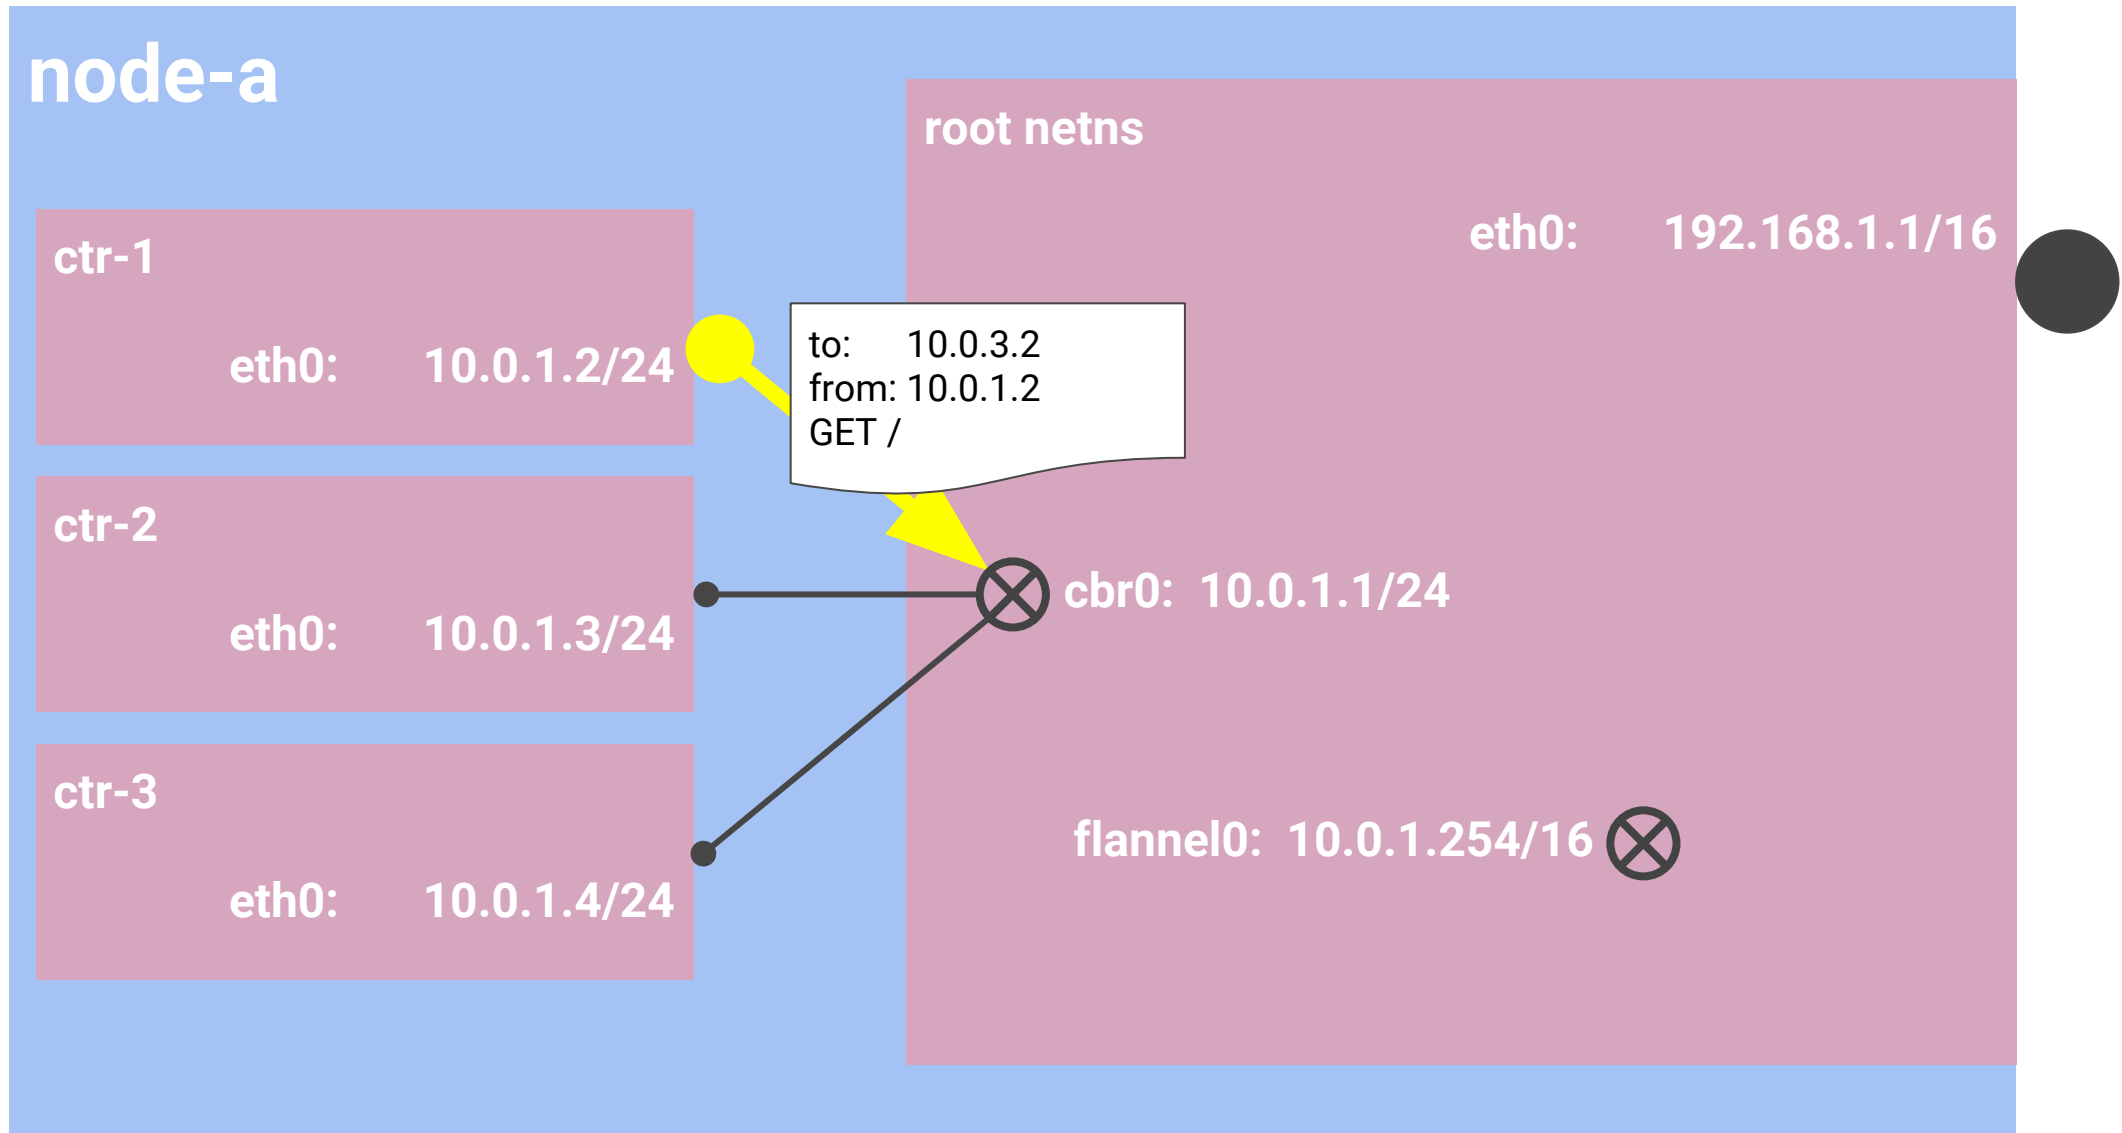 node-a
root netns
eth0: 192.168.1.1/16
ctr-1
eth0: 10.0.1.2/24
to: 10.0.3.2
from: 10.0.1.2
GET /
ctr-2
eth0: 10.0.1.3/24
cbr0: 10.0.1.1/24
ctr-3
eth0: 10.0.1.4/24
flannel0: 10.0.1.254/16